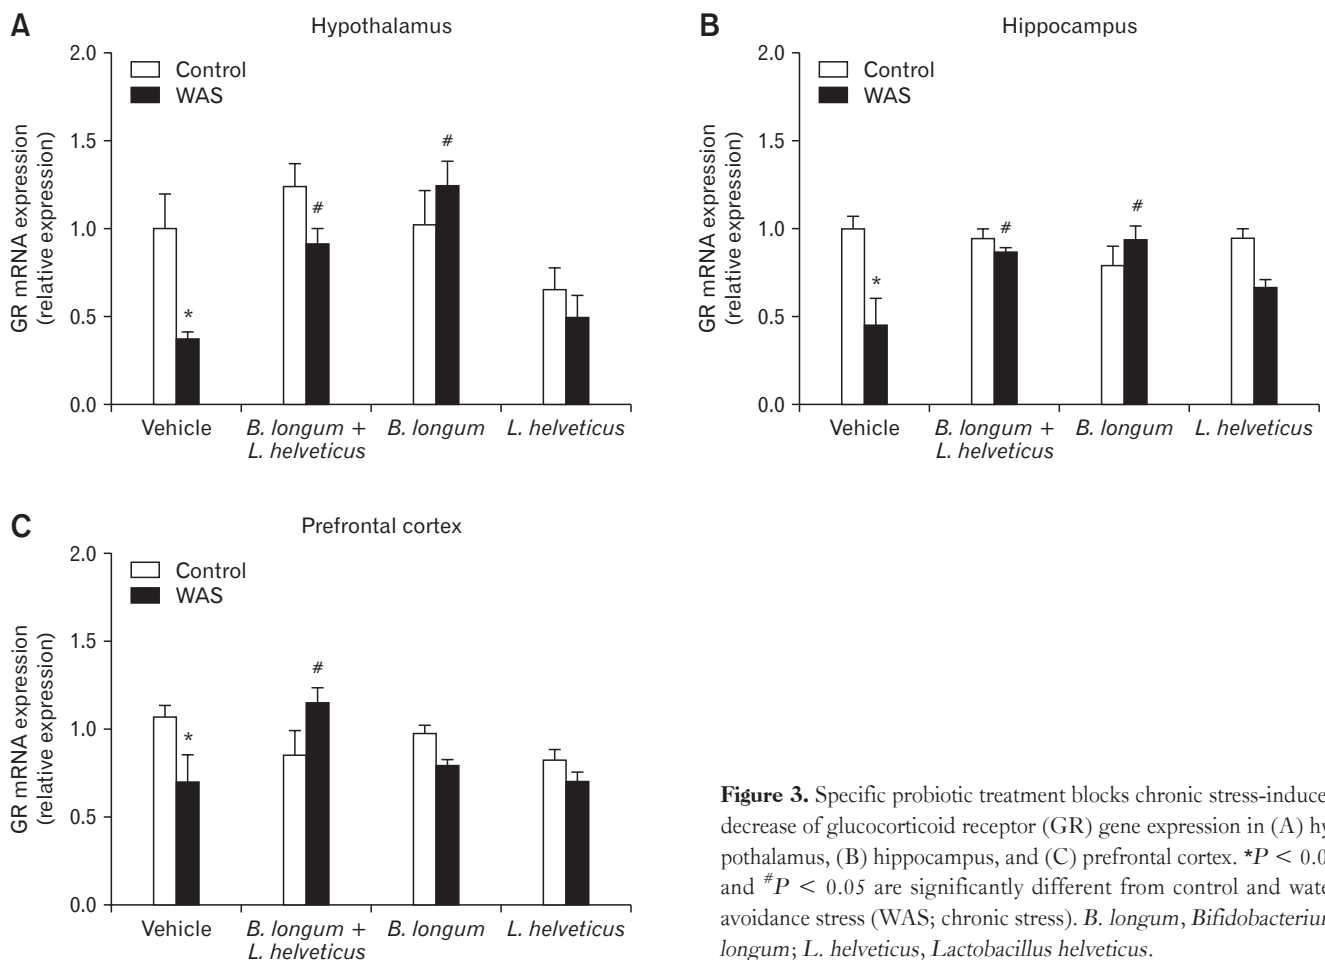 A
Hypothalamus
2.0
1.5
1.0
0.5
0.0
GR mRNA expression
(relative expression)
Control
WAS
*
#
#
Vehicle
B. longum +
L. helveticus
B. longum
L. helveticus
B
Hippocampus
2.0
1.5
1.0
0.5
0.0
GR mRNA expression
(relative expression)
Control
WAS
*
#
#
Vehicle
B. longum +
L. helveticus
B. longum
L. helveticus
C
Prefrontal cortex
2.0
1.5
1.0
0.5
0.0
GR mRNA expression
(relative expression)
Control
WAS
*
#
Vehicle
B. longum +
L. helveticus
B. longum
L. helveticus
Figure 3. Specific probiotic treatment blocks chronic stress-induce
decrease of glucocorticoid receptor (GR) gene expression in (A) hy
pothalamus, (B) hippocampus, and (C) prefrontal cortex. *P < 0.0
and #P < 0.05 are significantly different from control and wate
avoidance stress (WAS; chronic stress). B. longum, Bifidobacterium
longum; L. helveticus, Lactobacillus helveticus.